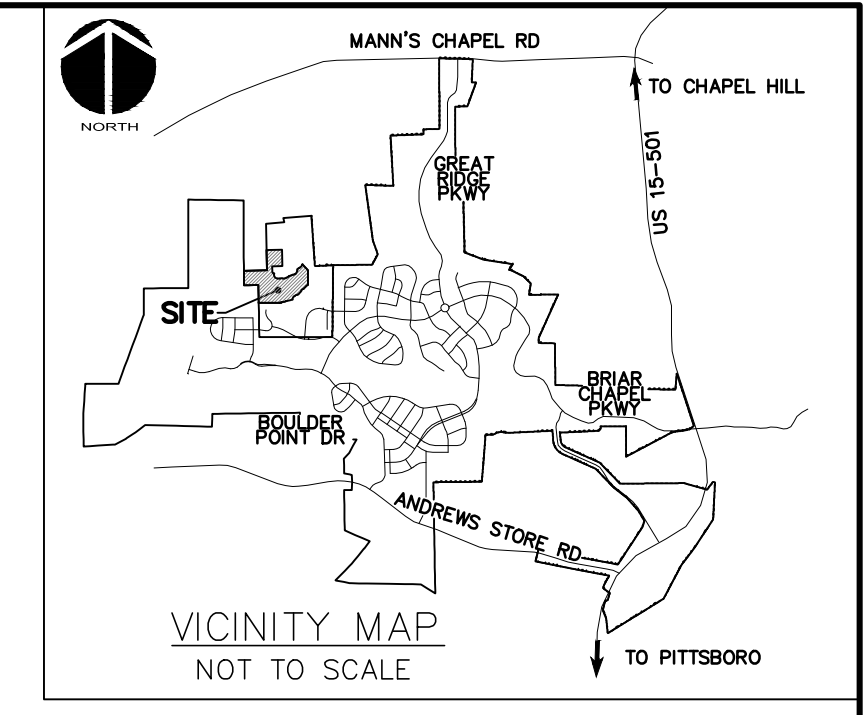 MANN'S CHAPEL RD
NORTH
TO CHAPEL HILL
US 15-501
GREAT
RIDGE
PKWY
SITE
BRIAR
CHAPEL
PKWY
BOULDER
POINT DR
ANDREWS STORE RD
VICINITY MAP
NOT TO SCALE
TO PITTSBORO